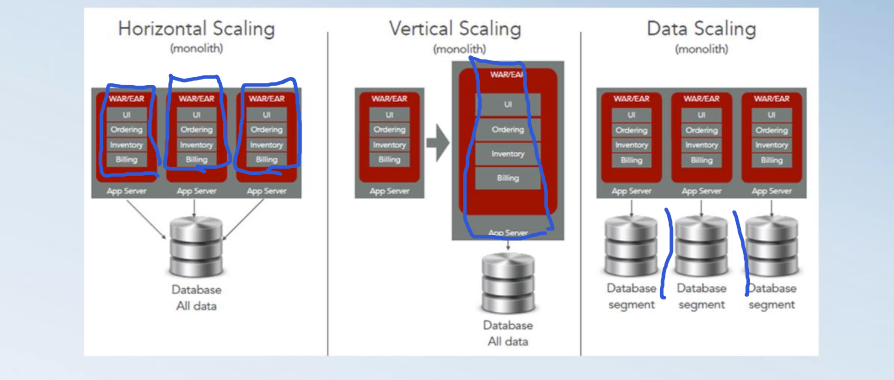 Horizontal Scaling
(monolith)
WAR/EAR
UI
Ordering
Inventory
Billing
App Server
WAR/EAR
UI
Ordering
Inventory
Billing
App Server
WAR/EAR
UI
Ordering
Inventory
Billing
App Server
Database
All data
Vertical Scaling
(monolith)
WAR/EAR
UI
Ordering
Inventory
Billing
App Server
WAR/EAR
UI
Ordering
Inventory
Billing
App Server
Database
All data
Data Scaling
(monolith)
WAR/EAR
UI
Ordering
Inventory
Billing
App Server
WAR/EAR
UI
Ordering
Inventory
Billing
App Server
WAR/EAR
UI
Ordering
Inventory
Billing
App Server
Database
segment
Database
segment
Database
segment